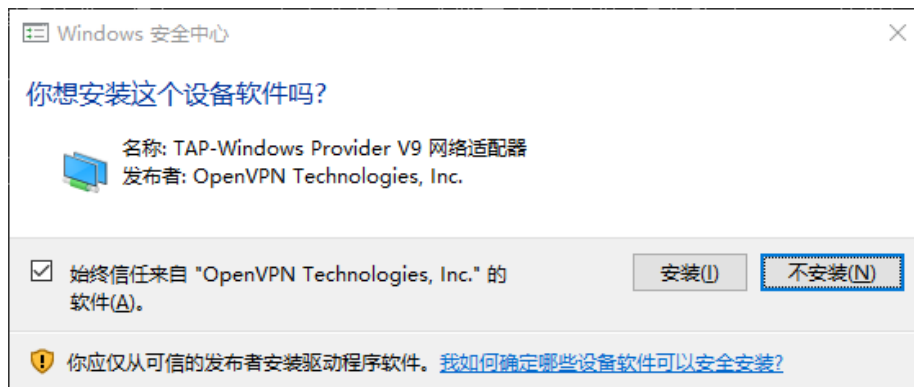 Windows 安全中心
你想安装这个设备软件吗?
名称: TAP-Windows Provider V9 网络适配器
发布者: OpenVPN Technologies, Inc.
始终信任来自 "OpenVPN Technologies, Inc." 的
软件(A)。
安装(I)
不安装(N)
你应仅从可信的发布者安装驱动程序软件。我如何确定哪些设备软件可以安全安装?